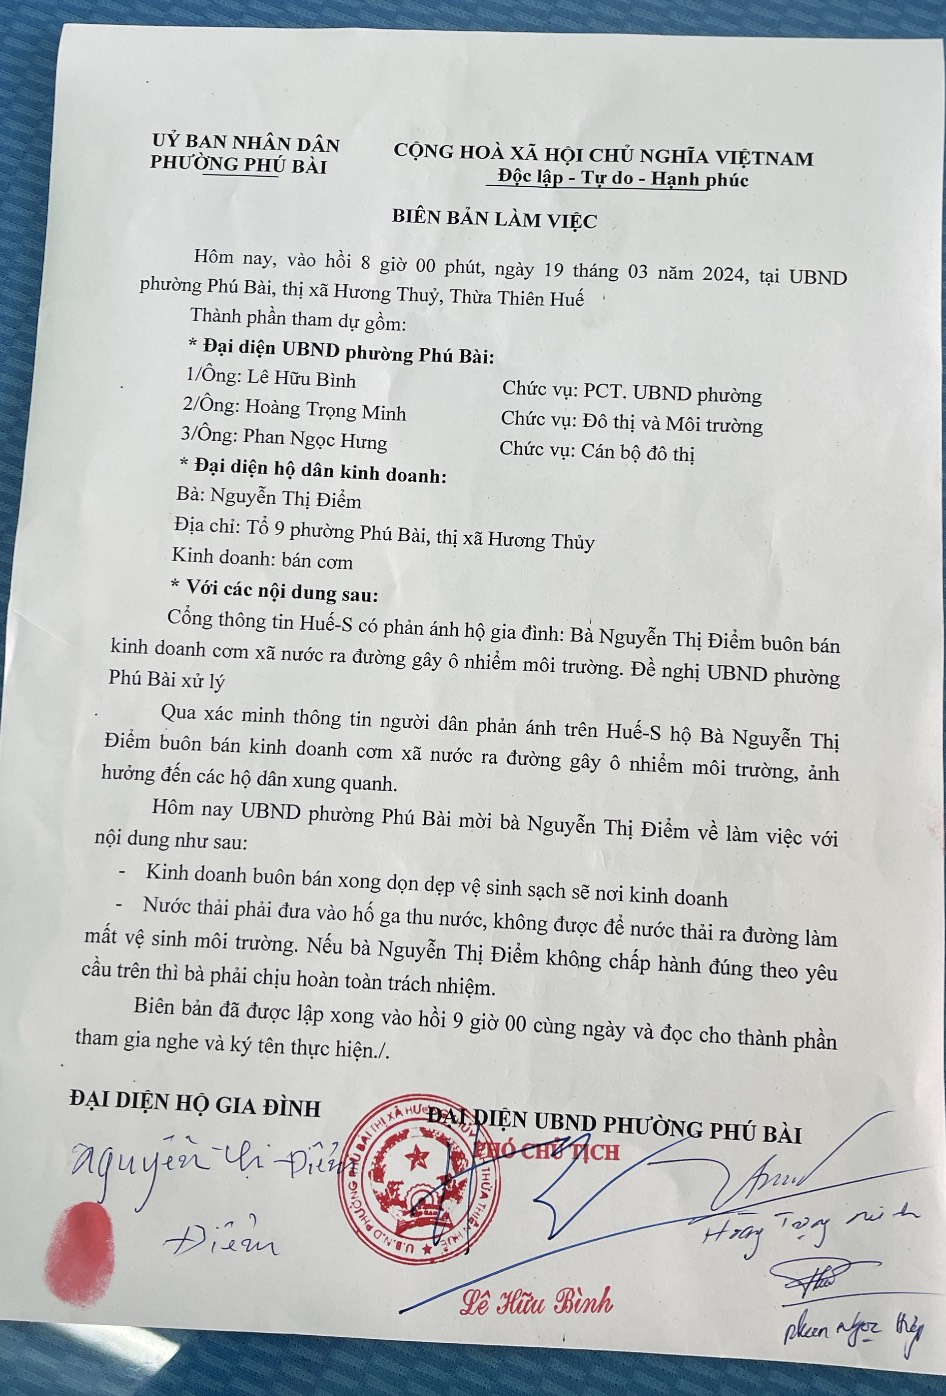 UỶ BAN NHÂN DÂN
PHƯỜNG PHÚ BÀI
CỘNG HOÀ XÃ HỘI CHỦ NGHĨA VIỆTNAM
Độc lập - Tự do - Hạnh phúc
BIÊN BẢN LÀM VIỆC
Hôm nay, vào hồi 8 giờ 00 phút, ngày 19 tháng 03 năm 2024, tại UBND
phường Phú Bài, thị xã Hương Thuỷ, Thừa Thiên Huế
Thành phần tham dự gồm:
* Đại diện UBND phường Phú Bài:
1/Ông: Lê Hữu Bình Chức vụ: PCT. UBND phường
2/Ông: Hoàng Trọng Minh Chức vụ: Đô thị và Môi trường
3/Ông: Phan Ngọc Hưng Chức vụ: Cán bộ đô thị
* Đại diện hộ dân kinh doanh:
Bà: Nguyễn Thị Điểm
Địa chỉ: Tổ 9 phường Phú Bài, thị xã Hương Thủy
Kinh doanh: bán cơm
* Với các nội dung sau:
Cổng thông tin Huế-S có phản ánh hộ gia đình: Bà Nguyễn Thị Điểm buôn bán
kinh doanh cơm xã nước ra đường gây ô nhiễm môi trường. Đề nghị UBND phường
Phú Bài xử lý
Qua xác minh thông tin người dân phản ánh trên Huế-S hộ Bà Nguyễn Thị
Điểm buôn bán kinh doanh cơm xã nước ra đường gây ô nhiễm môi trường, ảnh
hưởng đến các hộ dân xung quanh.
Hôm nay UBND phường Phú Bài mời bà Nguyễn Thị Điểm về làm việc với
nội dung như sau:
- Kinh doanh buôn bán xong dọn dẹp vệ sinh sạch sẽ nơi kinh doanh
- Nước thải phải đưa vào hố ga thu nước, không được để nước thải ra đường làm
mất vệ sinh môi trường. Nếu bà Nguyễn Thị Điểm không chấp hành đúng theo yêu
cầu trên thì bà phải chịu hoàn toàn trách nhiệm.
Biên bản đã được lập xong vào hồi 9 giờ 00 cùng ngày và đọc cho thành phần
tham gia nghe và ký tên thực hiện./.
ĐẠI DIỆN HỘ GIA ĐÌNH
ĐẠI DIỆN UBND PHƯỜNG PHÚ BÀI
PHÓ CHỦ TỊCH
Nguyễn Thị Điểm
Điểm
U.B.N.D PHƯỜNG PHÚ BÀI THỊ XÃ HƯƠNG THỦY THỪA THIÊN HUẾ
Hoàng Trọng Minh
Lê Hữu Bình
phan ngọc